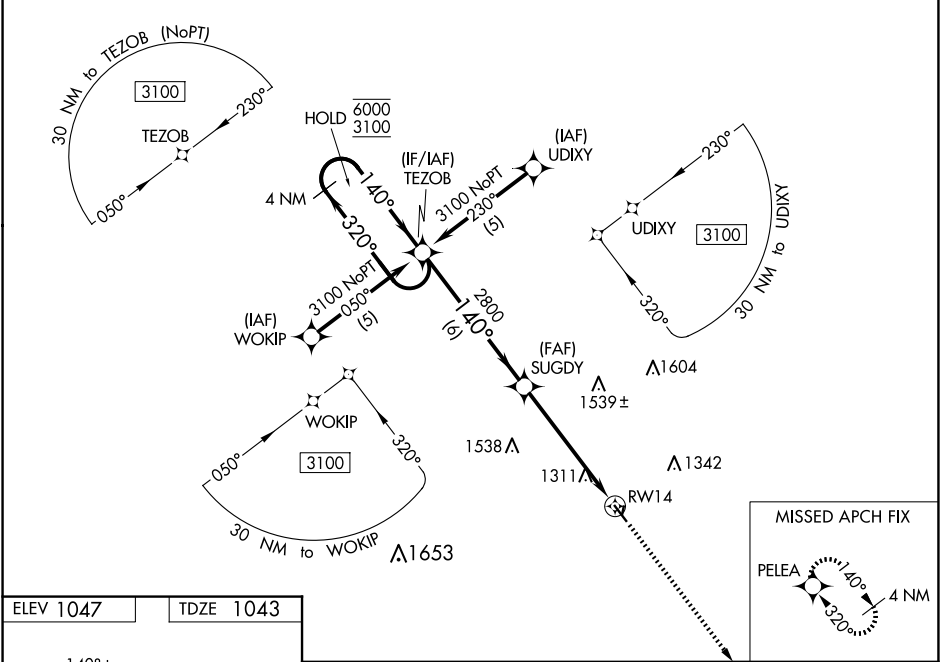 30 NM to TEZOB (NoPT)
3100
230°
TEZOB
050°
HOLD
6000
3100
(IF/IAF)
TEZOB
(IAF)
UDIXY
4 NM
140°
320°
3100 NoPT
230°
(5)
3100 NoPT
050°
(5)
(IAF)
WOKIP
230°
UDIXY
3100
320°
30 NM to UDIXY
2800
140°
(6)
(FAF)
SUGDY
1604
1539±
1538
1311
1342
RW14
WOKIP
050°
3100
320°
30 NM to WOKIP
1653
MISSED APCH FIX
PELEA
140°
320°
4 NM
ELEV 1047
TDZE 1043